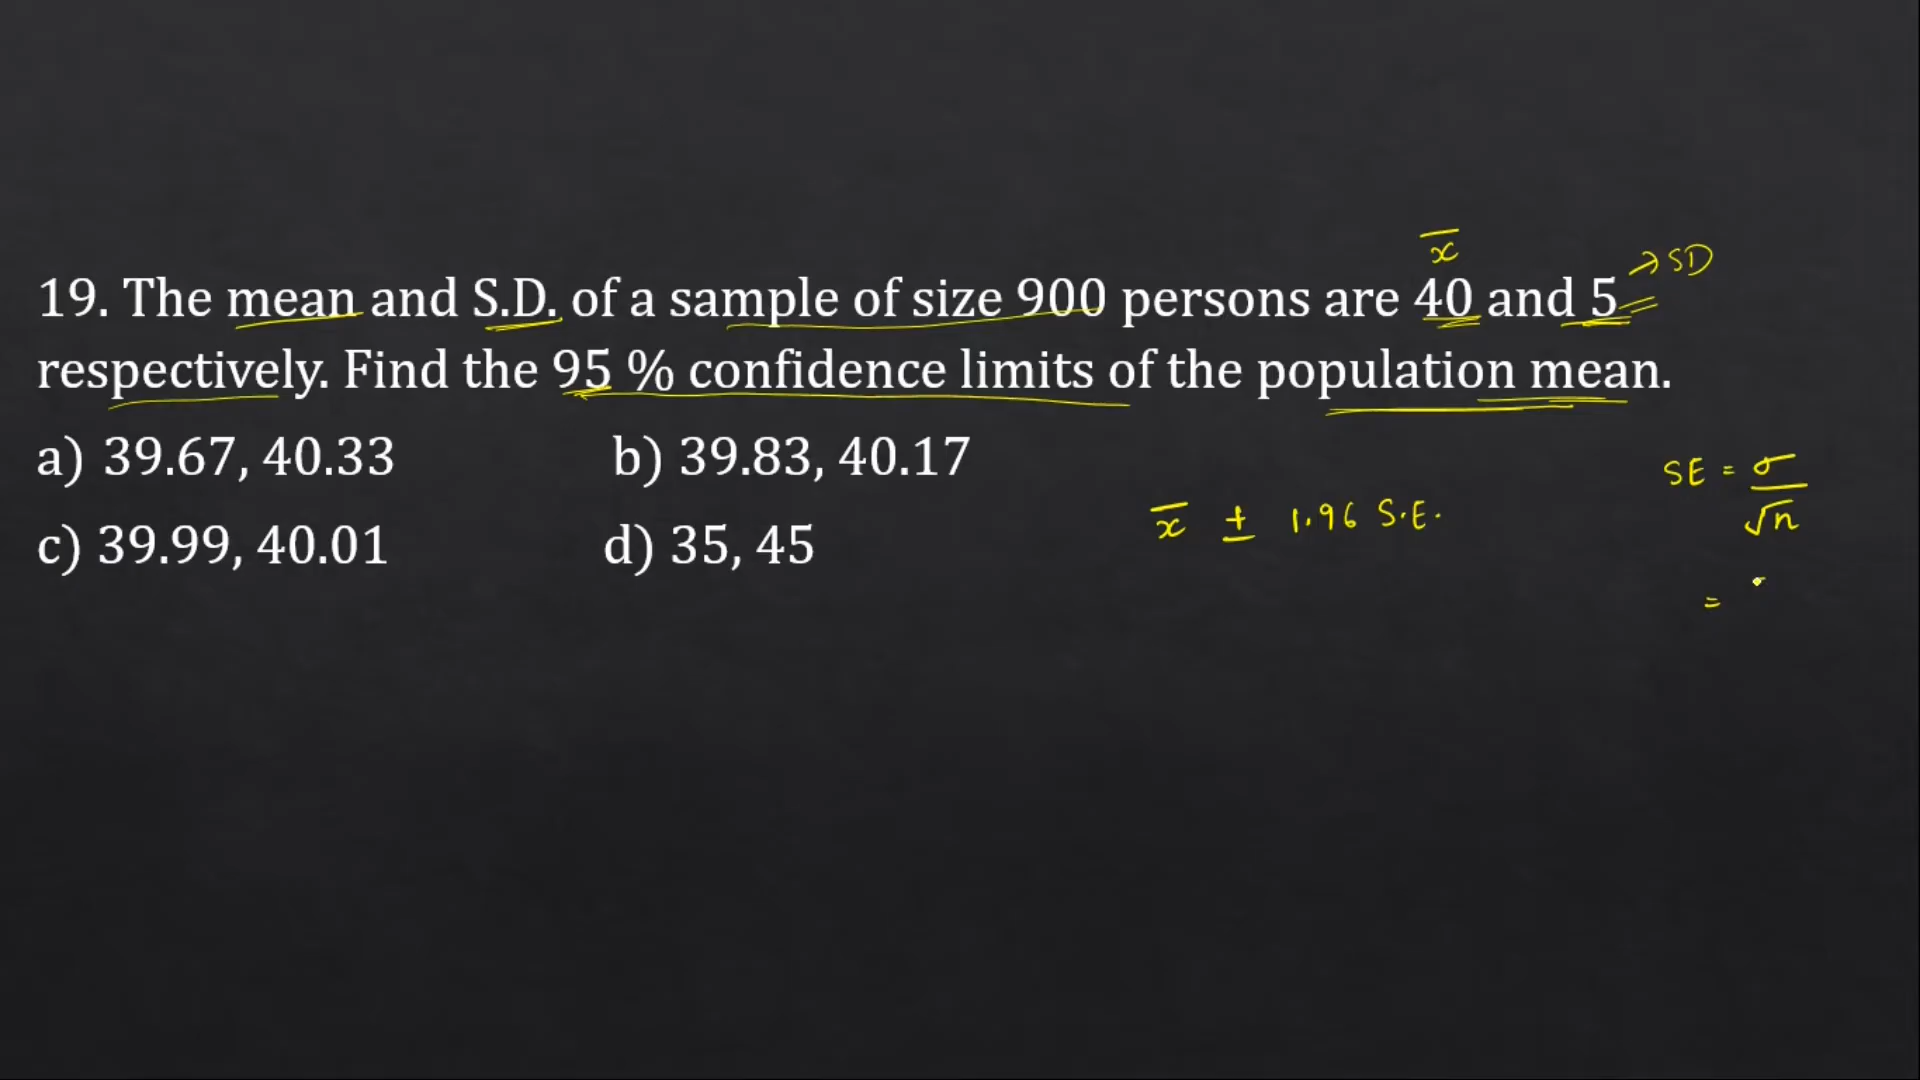 x̄
→ SD
19. The mean and S.D. of a sample of size 900 persons are 40 and 5
respectively. Find the 95 % confidence limits of the population mean.
a) 39.67, 40.33 b) 39.83, 40.17
c) 39.99, 40.01 d) 35, 45
x̄ ± 1.96 S.E.
SE = σ/√n
=